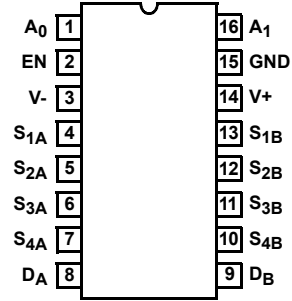 A0 1 16 A1
EN 2 15 GND
V- 3 14 V+
S1A 4 13 S1B
S2A 5 12 S2B
S3A 6 11 S3B
S4A 7 10 S4B
DA 8 9 DB